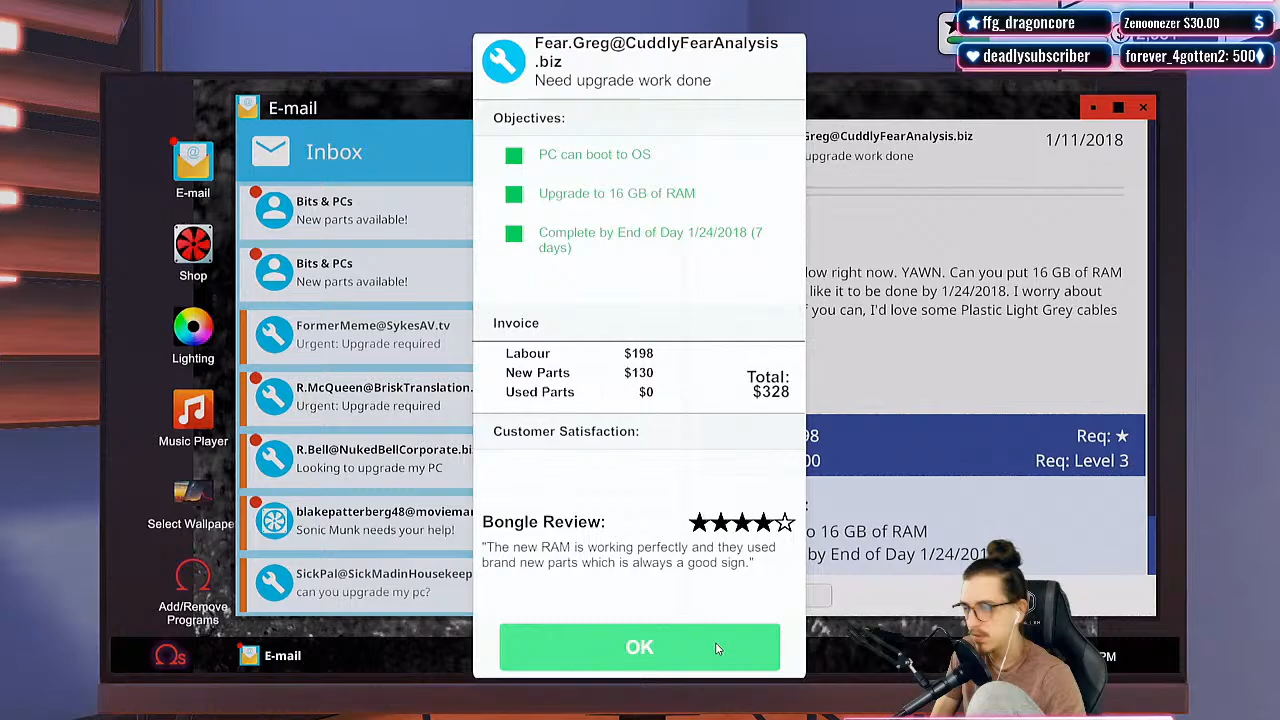 ffg_dragoncore
Zenoonezer $30.00
deadlysubscriber
forever_4gotten2: 500
Fear.Greg@CuddlyFearAnalysis
.biz
Need upgrade work done
Objectives:
PC can boot to OS
Upgrade to 16 GB of RAM
Complete by End of Day 1/24/2018 (7
days)
Invoice
Labour $198
New Parts $130
Used Parts $0
Total:
$328
Customer Satisfaction:
Bongle Review:
"The new RAM is working perfectly and they used
brand new parts which is always a good sign."
OK
E-mail
Shop
Lighting
Music Player
Select Wallpape
Add/Remove
Programs
E-mail
Inbox
Bits & PCs
New parts available!
Bits & PCs
New parts available!
FormerMeme@SykesAV.tv
Urgent: Upgrade required
R.McQueen@BriskTranslation.
Urgent: Upgrade required
R.Bell@NukedBellCorporate.bi
Looking to upgrade my PC
blakepatterberg48@moviemar
Sonic Munk needs your help!
SickPal@SickMadinHousekeep
can you upgrade my pc?
Greg@CuddlyFearAnalysis.biz
upgrade work done
1/11/2018
low right now. YAWN. Can you put 16 GB of RAM
like it to be done by 1/24/2018. I worry about
f you can, I'd love some Plastic Light Grey cables
98
Req: ★
00
Req: Level 3
o 16 GB of RAM
by End of Day 1/24/201
Os
E-mail
PM